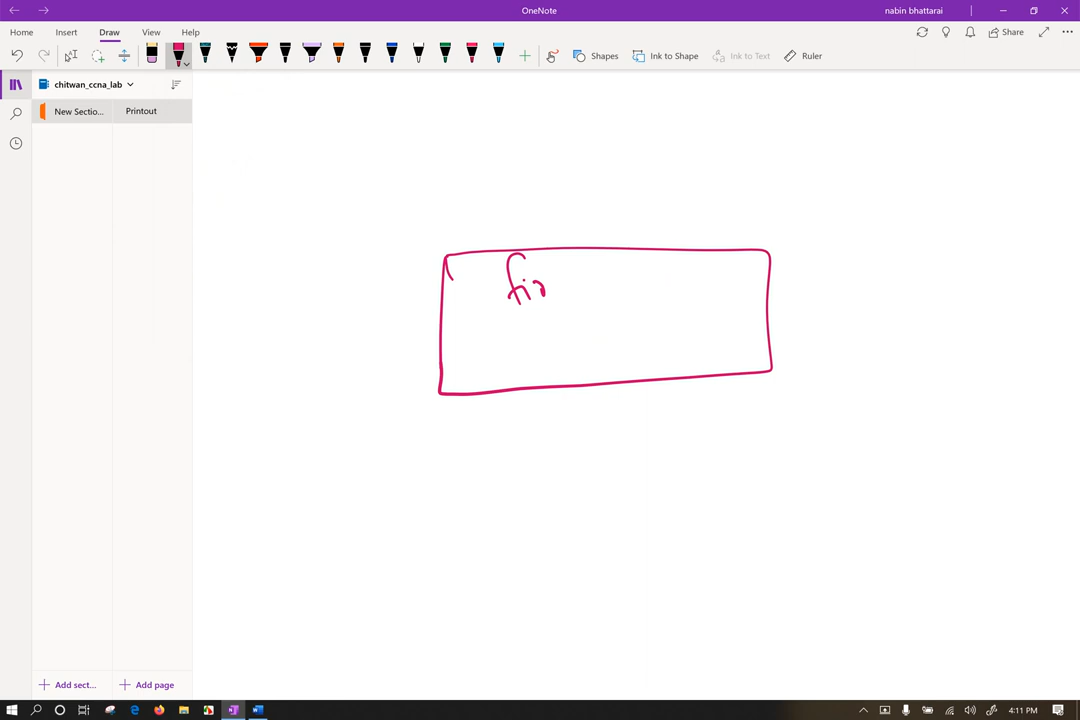 OneNote
nabin bhattarai
Home Insert Draw View Help
Share
Shapes Ink to Shape Ink to Text Ruler
chitwan_ccna_lab
New Sectio... Printout
+ Add sect... + Add page
4:11 PM